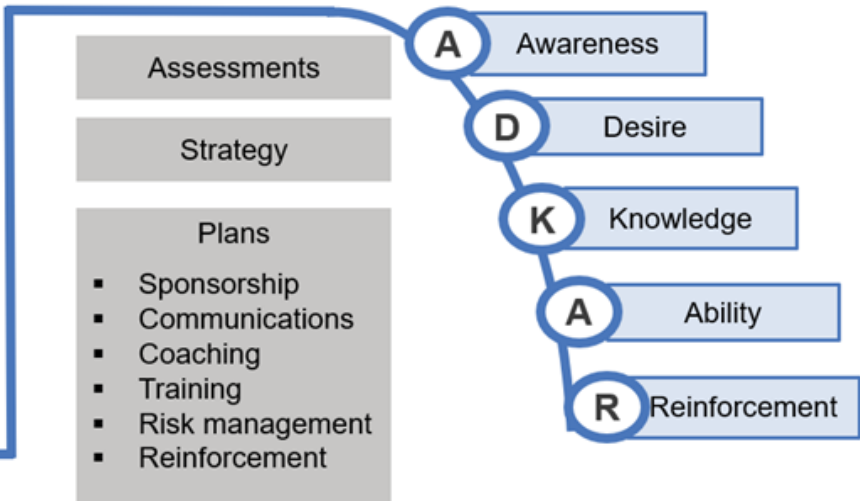 Assessments
Strategy
Plans
▪ Sponsorship
▪ Communications
▪ Coaching
▪ Training
▪ Risk management
▪ Reinforcement
A Awareness
D Desire
K Knowledge
A Ability
R Reinforcement